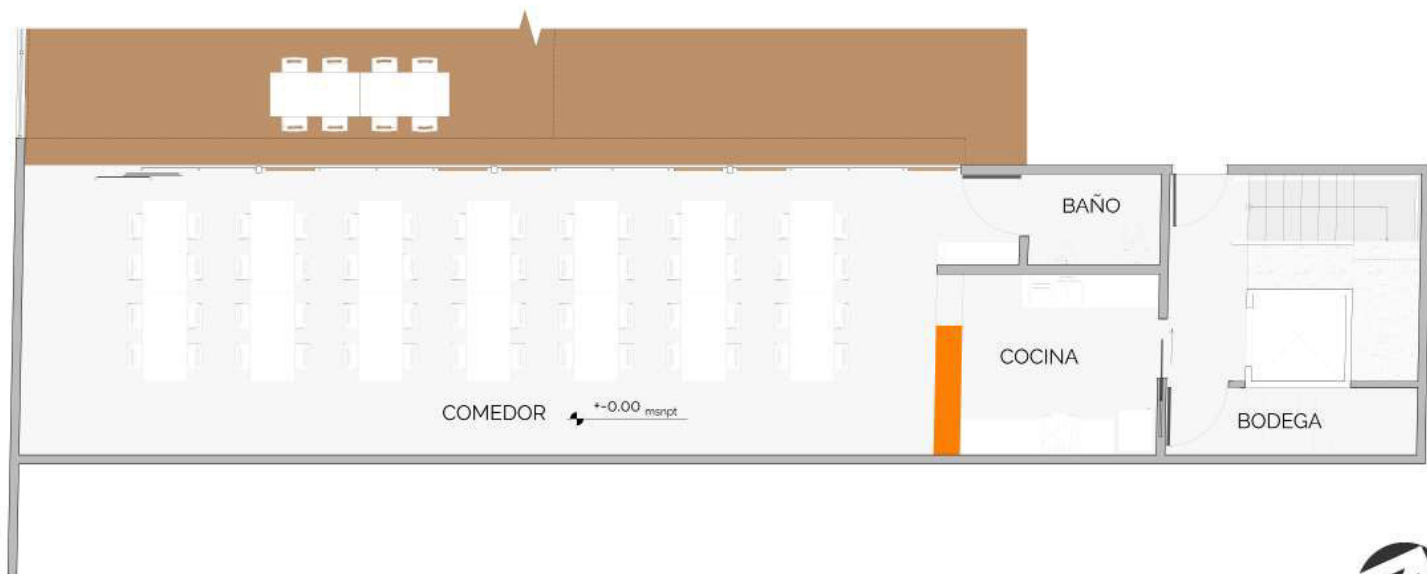 BAÑO
COCINA
COMEDOR
+-0.00 msnpt
BODEGA